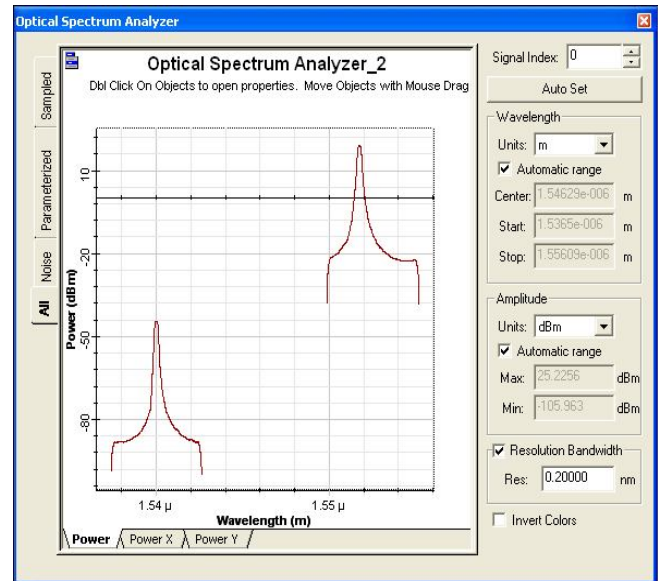 Optical Spectrum Analyzer
Sampled
Parameterized
Noise
All
Optical Spectrum Analyzer_2
Dbl Click On Objects to open properties. Move Objects with Mouse Drag
Power (dBm)
10
-20
-50
-80
1.54 µ
1.55 µ
Wavelength (m)
Power
Power X
Power Y
Signal Index: 0
Auto Set
Wavelength
Units: m
Automatic range
Center: 1.54629e-006 m
Start: 1.5365e-006 m
Stop: 1.55609e-006 m
Amplitude
Units: dBm
Automatic range
Max: 25.2256 dBm
Min: -105.963 dBm
Resolution Bandwidth
Res: 0.20000 nm
Invert Colors